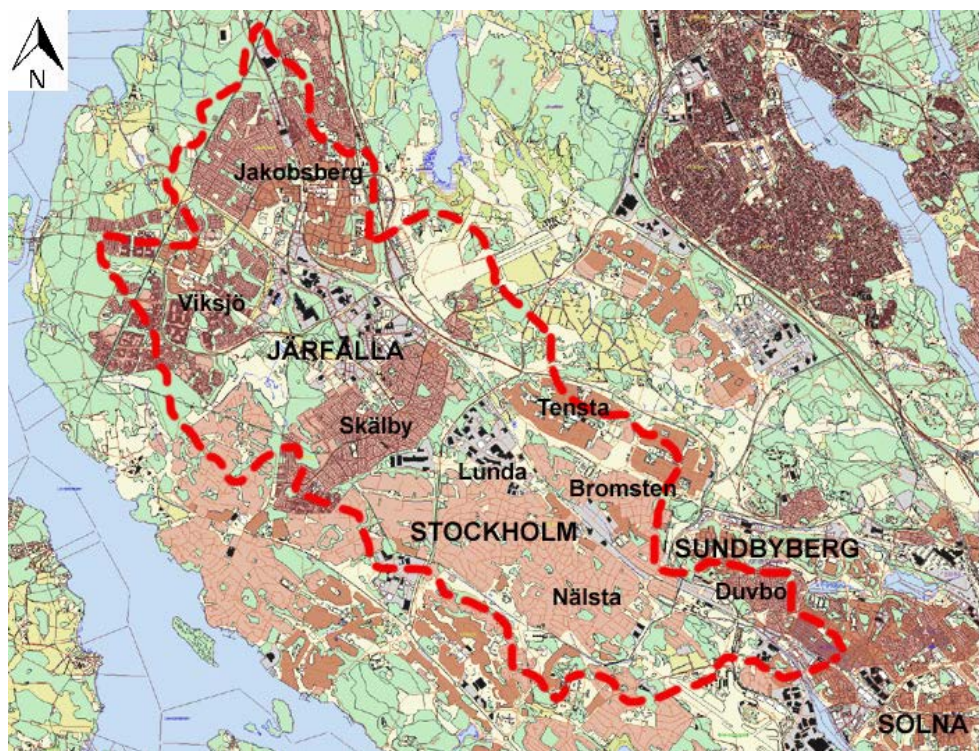 N
Jakobsberg
Viksjö
JÄRFÄLLA
Skälby
Tensta
Lunda
Bromsten
STOCKHOLM
SUNDBYBERG
Nälsta
Duvbo
SOLNA